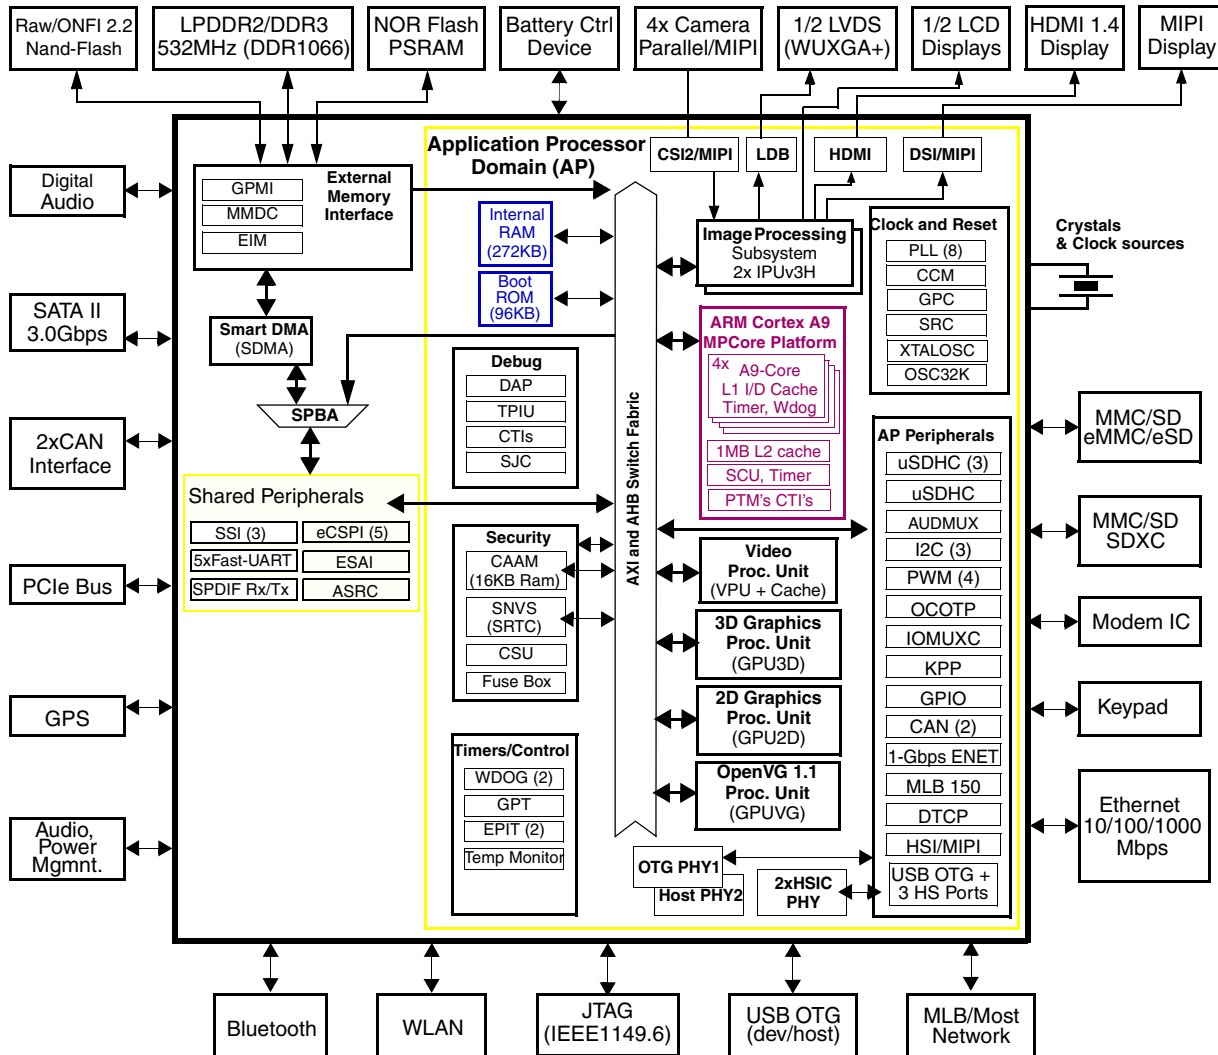 Raw/ONFI 2.2
Nand-Flash
LPDDR2/DDR3
532MHz (DDR1066)
NOR Flash
PSRAM
Battery Ctrl
Device
4x Camera
Parallel/MIPI
1/2 LVDS
(WUXGA+)
1/2 LCD
Displays
HDMI 1.4
Display
MIPI
Display
Digital
Audio
SATA II
3.0Gbps
2xCAN
Interface
PCIe Bus
GPS
Audio,
Power
Mgmnt.
External
Memory
Interface
GPMI
MMDC
EIM
Smart DMA
(SDMA)
SPBA
Shared Peripherals
SSI (3)
eCSPI (5)
5xFast-UART
ESAI
SPDIF Rx/Tx
ASRC
Application Processor
Domain (AP)
Internal
RAM
(272KB)
Boot
ROM
(96KB)
Debug
DAP
TPIU
CTIs
SJC
Security
CAAM
(16KB Ram)
SNVS
(SRTC)
CSU
Fuse Box
Timers/Control
WDOG (2)
GPT
EPIT (2)
Temp Monitor
AXI and AHB Switch Fabric
CSI2/MIPI
LDB
HDMI
DSI/MIPI
Image Processing
Subsystem
2x IPUv3H
ARM Cortex A9
MPCore Platform
4x
A9-Core
L1 I/D Cache
Timer, Wdog
1MB L2 cache
SCU, Timer
PTM's CTI's
Video
Proc. Unit
(VPU + Cache)
3D Graphics
Proc. Unit
(GPU3D)
2D Graphics
Proc. Unit
(GPU2D)
OpenVG 1.1
Proc. Unit
(GPUVG)
OTG PHY1
Host PHY2
2xHSIC
PHY
Clock and Reset
PLL (8)
CCM
GPC
SRC
XTALOSC
OSC32K
AP Peripherals
uSDHC (3)
uSDHC
AUDMUX
I2C (3)
PWM (4)
OCOTP
IOMUXC
KPP
GPIO
CAN (2)
1-Gbps ENET
MLB 150
DTCP
HSI/MIPI
USB OTG +
3 HS Ports
Crystals
& Clock sources
MMC/SD
eMMC/eSD
MMC/SD
SDXC
Modem IC
Keypad
Ethernet
10/100/1000
Mbps
Bluetooth
WLAN
JTAG
(IEEE1149.6)
USB OTG
(dev/host)
MLB/Most
Network